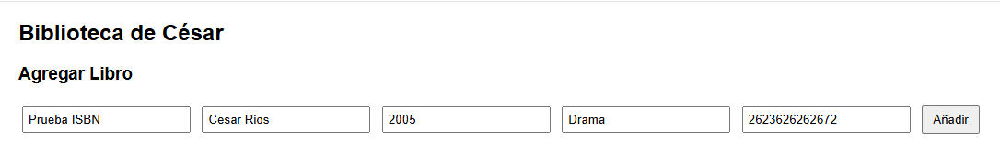 Biblioteca de César
Agregar Libro
Prueba ISBN Cesar Rios 2005 Drama 2623626262672 Añadir